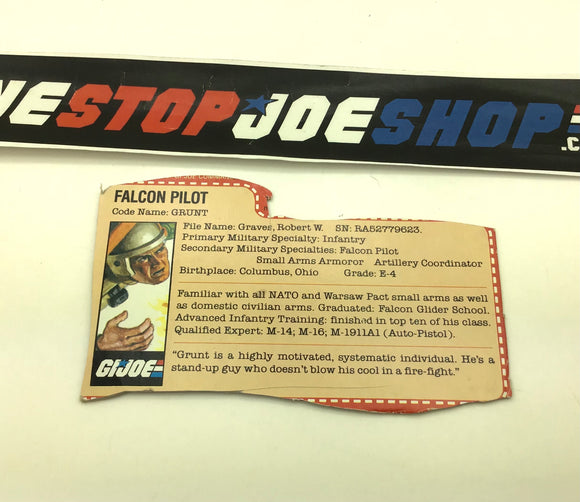 NESTOPJOESHOP
.c
G.I. JOE COMMAN
FALCON PILOT
Code Name: GRUNT
File Name: Graves, Robert W. SN: RA52779623.
Primary Military Specialty: Infantry
Secondary Military Specialties: Falcon Pilot
Small Arms Armoror Artillery Coordinator
Birthplace: Columbus, Ohio Grade: E-4
Familiar with all NATO and Warsaw Pact small arms as well
as domestic civilian arms. Graduated: Falcon Glider School.
Advanced Infantry Training: finished in top ten of his class.
Qualified Expert: M-14; M-16; M-1911A1 (Auto-Pistol).
"Grunt is a highly motivated, systematic individual. He's a
stand-up guy who doesn't blow his cool in a fire-fight."
GIJOE